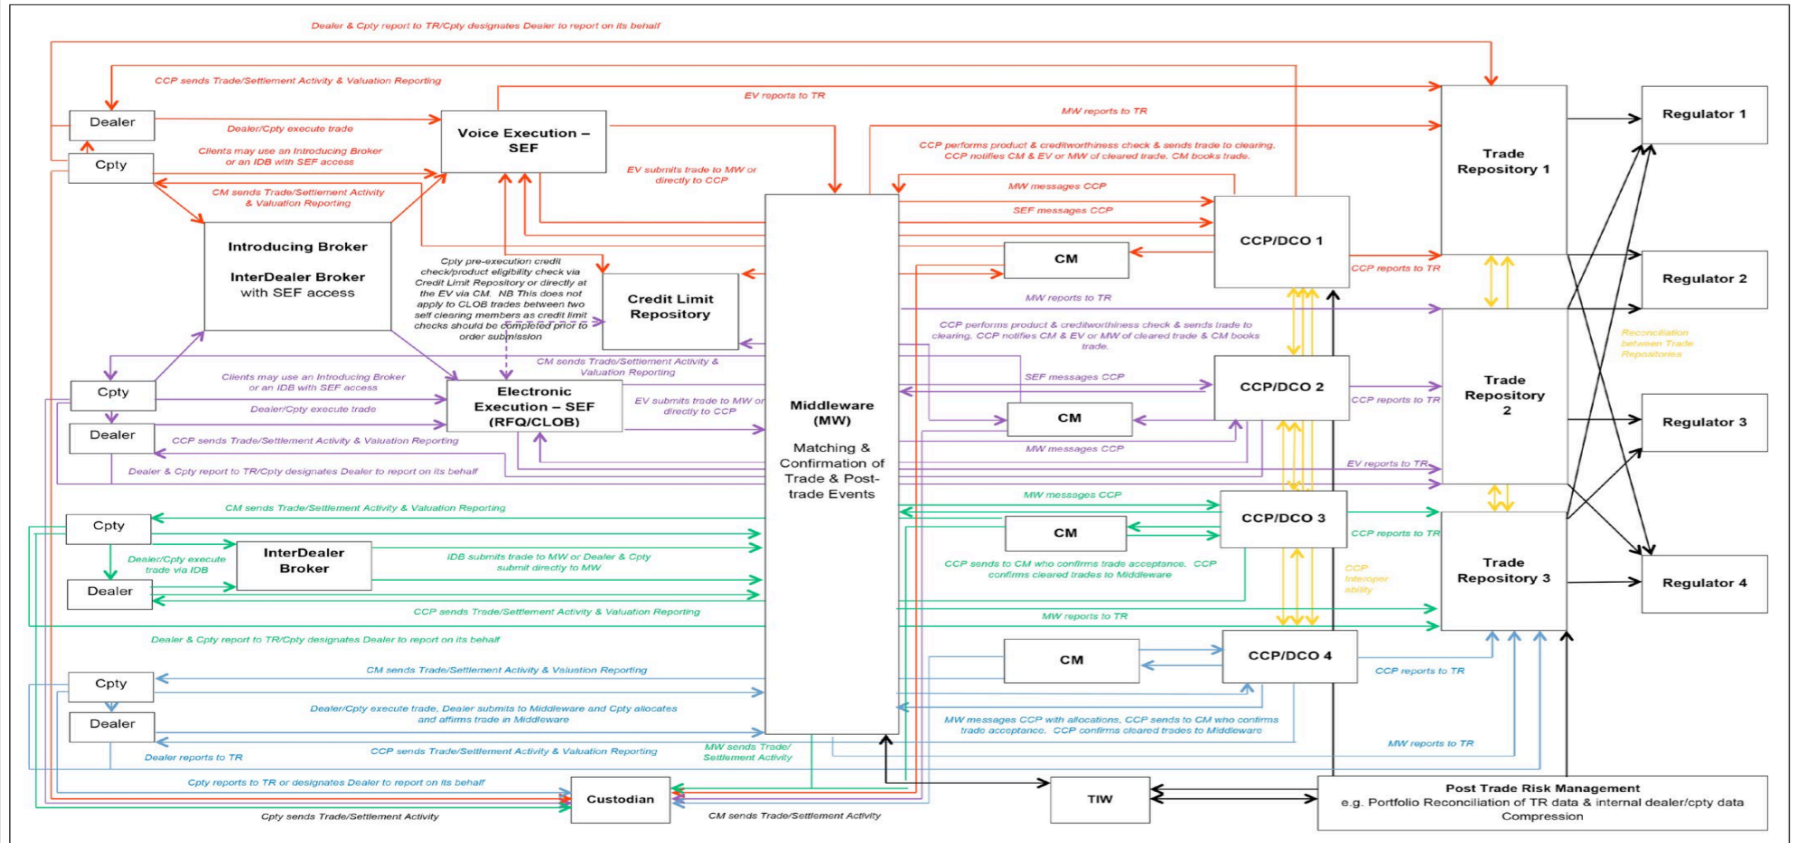 Dealer & Cpty report to TR/Cpty designates Dealer to report on its behalf
CCP sends Trade/Settlement Activity & Valuation Reporting
EV reports to TR
MW reports to TR
Dealer
Dealer/Cpty execute trade
Voice Execution –
SEF
Clients may use an Introducing Broker
or an IDB with SEF access
Cpty
CM sends Trade/Settlement Activity
& Valuation Reporting
EV submits trade to MW or
directly to CCP
CCP performs product & creditworthiness check & sends trade to clearing.
CCP notifies CM & EV or MW of cleared trade. CM books trade.
MW messages CCP
SEF messages CCP
Trade
Repository 1
Regulator 1
Introducing Broker
InterDealer Broker
with SEF access
Cpty pre-execution credit
check/product eligibility check via
Credit Limit Repository or directly at
the EV via CM.  NB This does not
apply to CLOB trades between two
self clearing members as credit limit
checks should be completed prior to
order submission
Credit Limit
Repository
CM
CCP/DCO 1
CCP reports to TR
Regulator 2
MW reports to TR
CCP performs product & creditworthiness check & sends trade to
clearing. CCP notifies CM & EV or MW of cleared trade & CM books
trade.
Reconciliation
between Trade
Repositories
CM sends Trade/Settlement Activity &
Valuation Reporting
Clients may use an Introducing Broker
or an IDB with SEF access
Cpty
Dealer/Cpty execute trade
Electronic
Execution – SEF
(RFQ/CLOB)
EV submits trade to MW or
directly to CCP
Dealer
CCP sends Trade/Settlement Activity & Valuation Reporting
Dealer & Cpty report to TR/Cpty designates Dealer to report on its behalf
Middleware
(MW)
Matching &
Confirmation of
Trade & Post-
trade Events
SEF messages CCP
CM
MW messages CCP
CCP/DCO 2
CCP reports to TR
EV reports to TR
Trade
Repository
2
Regulator 3
CM sends Trade/Settlement Activity & Valuation Reporting
Cpty
Dealer/Cpty execute
trade via IDB
InterDealer
Broker
IDB submits trade to MW or Dealer & Cpty
submit directly to MW
Dealer
CCP sends Trade/Settlement Activity & Valuation Reporting
Dealer & Cpty report to TR/Cpty designates Dealer to report on its behalf
MW messages CCP
CM
CCP/DCO 3
CCP reports to TR
CCP sends to CM who confirms trade acceptance.  CCP
confirms cleared trades to Middleware
CCP
Interoper
ability
MW reports to TR
Trade
Repository 3
Regulator 4
CM sends Trade/Settlement Activity & Valuation Reporting
Cpty
Dealer/Cpty execute trade, Dealer submits to Middleware and Cpty allocates
and affirms trade in Middleware
Dealer
Dealer reports to TR
CCP sends Trade/Settlement Activity & Valuation Reporting
CM
CCP/DCO 4
CCP reports to TR
MW messages CCP with allocations, CCP sends to CM who confirms
trade acceptance.  CCP confirms cleared trades to Middleware
MW reports to TR
MW sends Trade/
Settlement Activity
Cpty reports to TR or designates Dealer to report on its behalf
Custodian
Cpty sends Trade/Settlement Activity
CM sends Trade/Settlement Activity
TIW
Post Trade Risk Management
e.g. Portfolio Reconciliation of TR data & internal dealer/cpty data
Compression